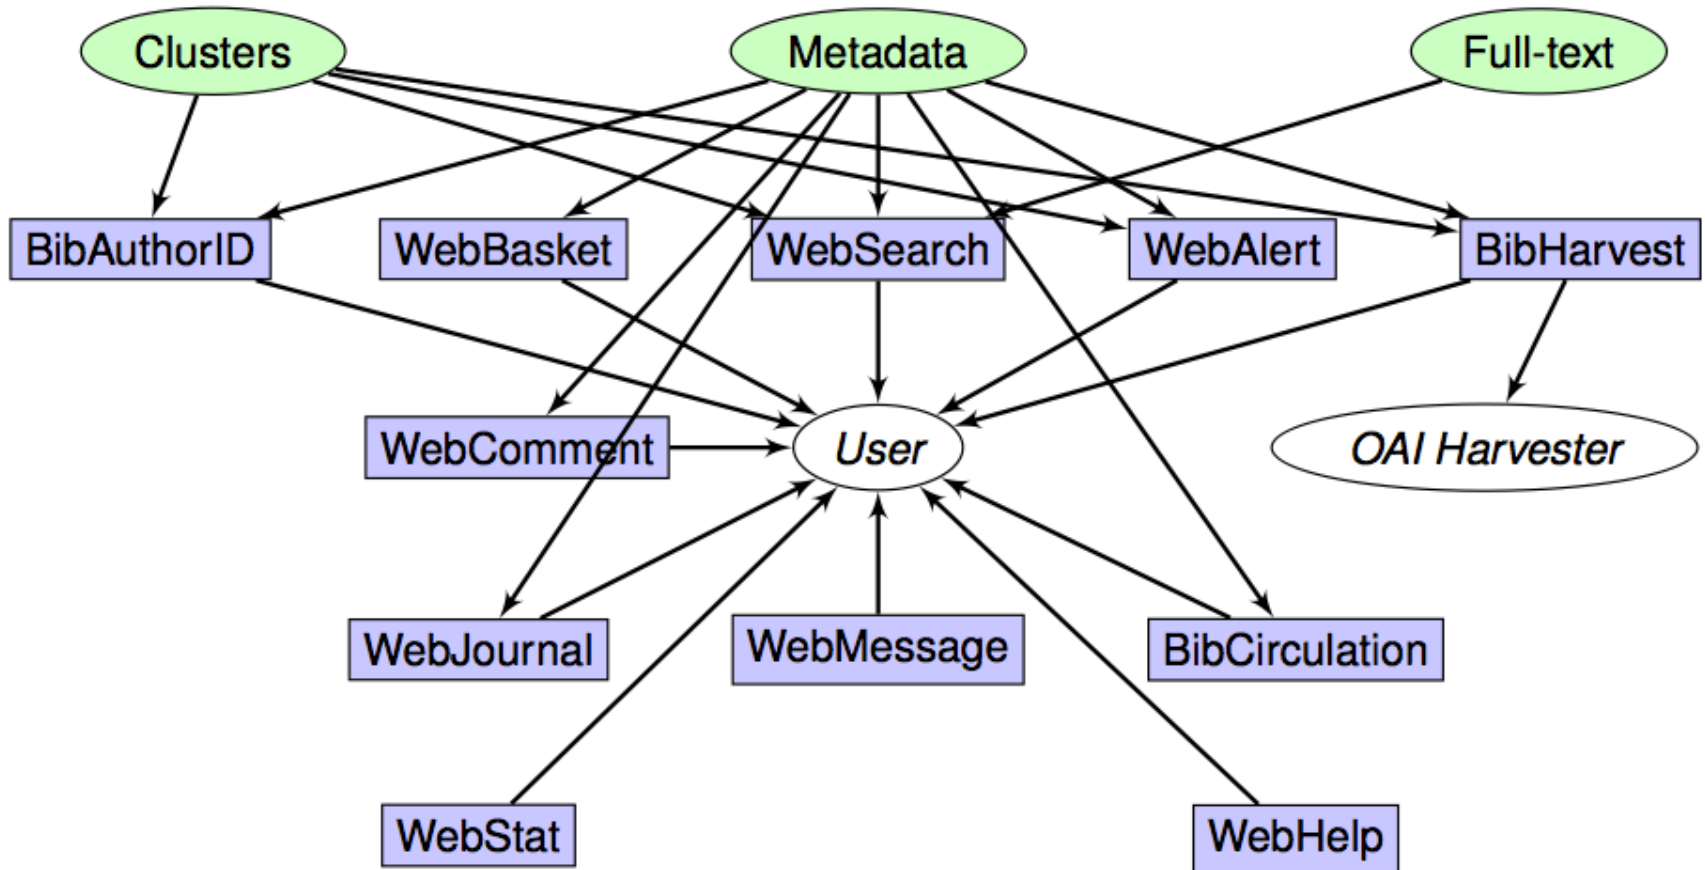 Clusters
Metadata
Full-text
BibAuthorID
WebBasket
WebSearch
WebAlert
BibHarvest
WebComment
User
OAI Harvester
WebJournal
WebMessage
BibCirculation
WebStat
WebHelp